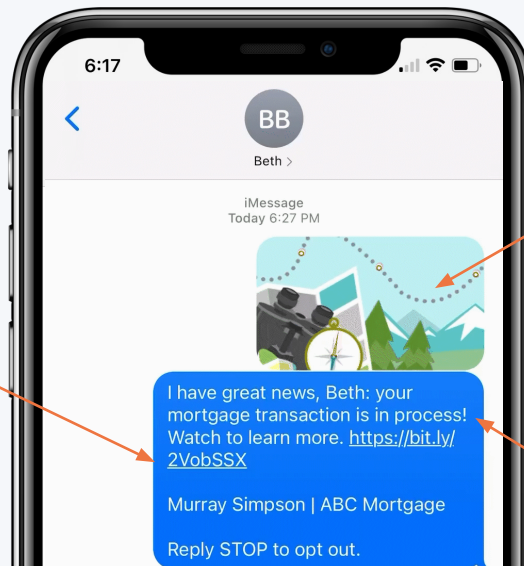 6:17
BB
Beth >
iMessage
Today 6:27 PM
I have great news, Beth: your
mortgage transaction is in process!
Watch to learn more. https://bit.ly/
2VobSSX
Murray Simpson | ABC Mortgage
Reply STOP to opt out.